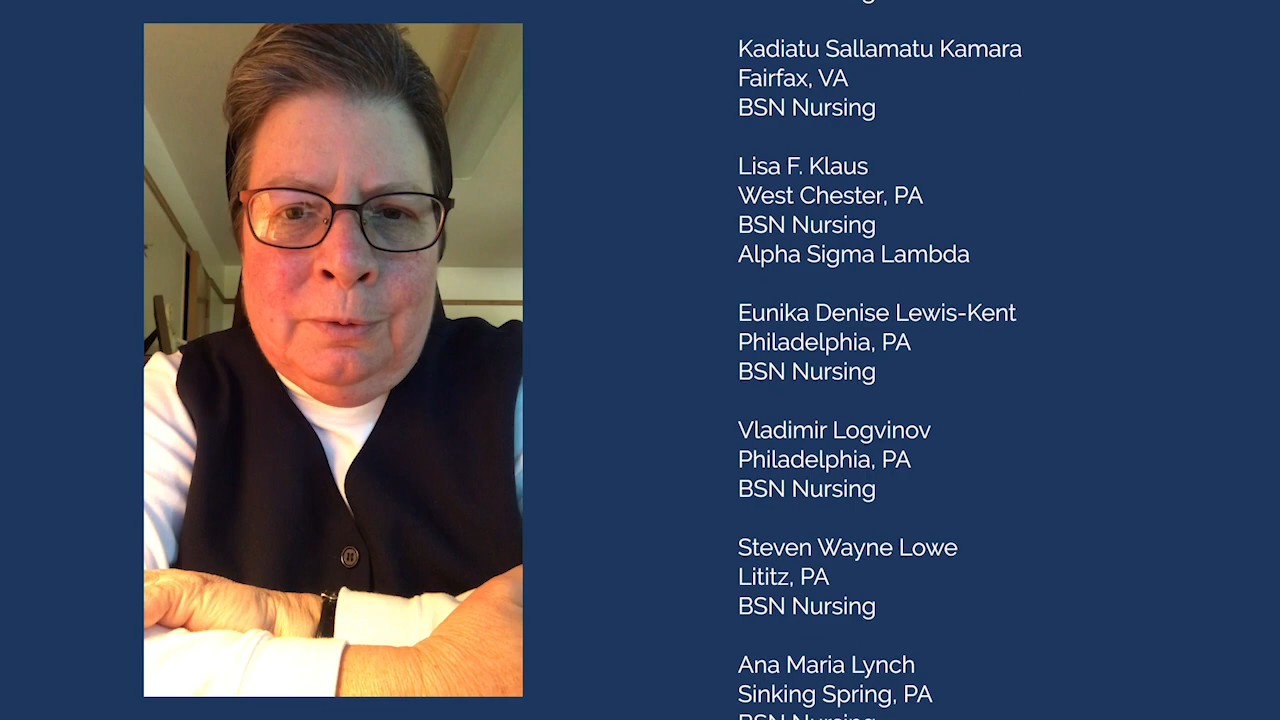 Kadiatu Sallamatu Kamara
Fairfax, VA
BSN Nursing
Lisa F. Klaus
West Chester, PA
BSN Nursing
Alpha Sigma Lambda
Eunika Denise Lewis-Kent
Philadelphia, PA
BSN Nursing
Vladimir Logvinov
Philadelphia, PA
BSN Nursing
Steven Wayne Lowe
Lititz, PA
BSN Nursing
Ana Maria Lynch
Sinking Spring, PA
BSN Nursing